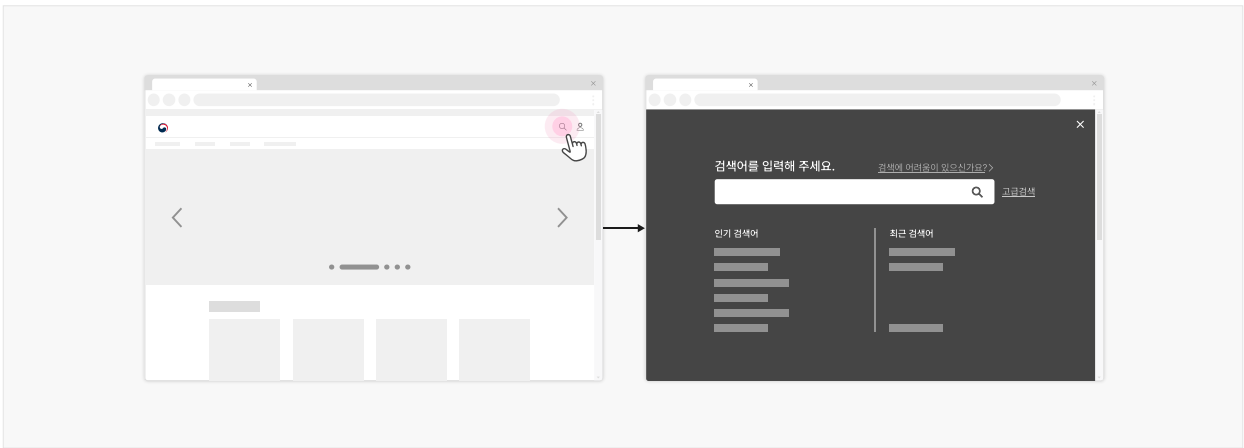 검색어를 입력해 주세요.
검색에 어려움이 있으신가요?
고급검색
인기 검색어
최근 검색어